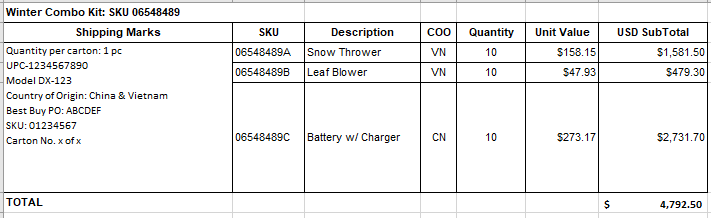 Winter Combo Kit: SKU 06548489
Shipping Marks SKU Description COO Quantity Unit Value USD SubTotal
Quantity per carton: 1 pc
UPC-1234567890
Model DX-123
Country of Origin: China & Vietnam
Best Buy PO: ABCDEF
SKU: 01234567
Carton No. x of x
06548489A Snow Thrower VN 10 $158.15 $1,581.50
06548489B Leaf Blower VN 10 $47.93 $479.30
06548489C Battery w/ Charger CN 10 $273.17 $2,731.70
TOTAL $ 4,792.50